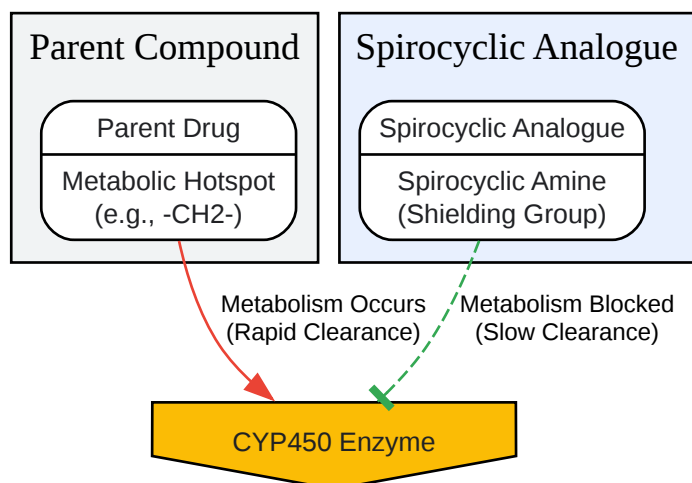 Parent Compound
Spirocyclic Analogue
Parent Drug
Metabolic Hotspot
(e.g., -CH2-)
Spirocyclic Analogue
Spirocyclic Amine
(Shielding Group)
Metabolism Occurs
(Rapid Clearance)
Metabolism Blocked
(Slow Clearance)
CYP450 Enzyme